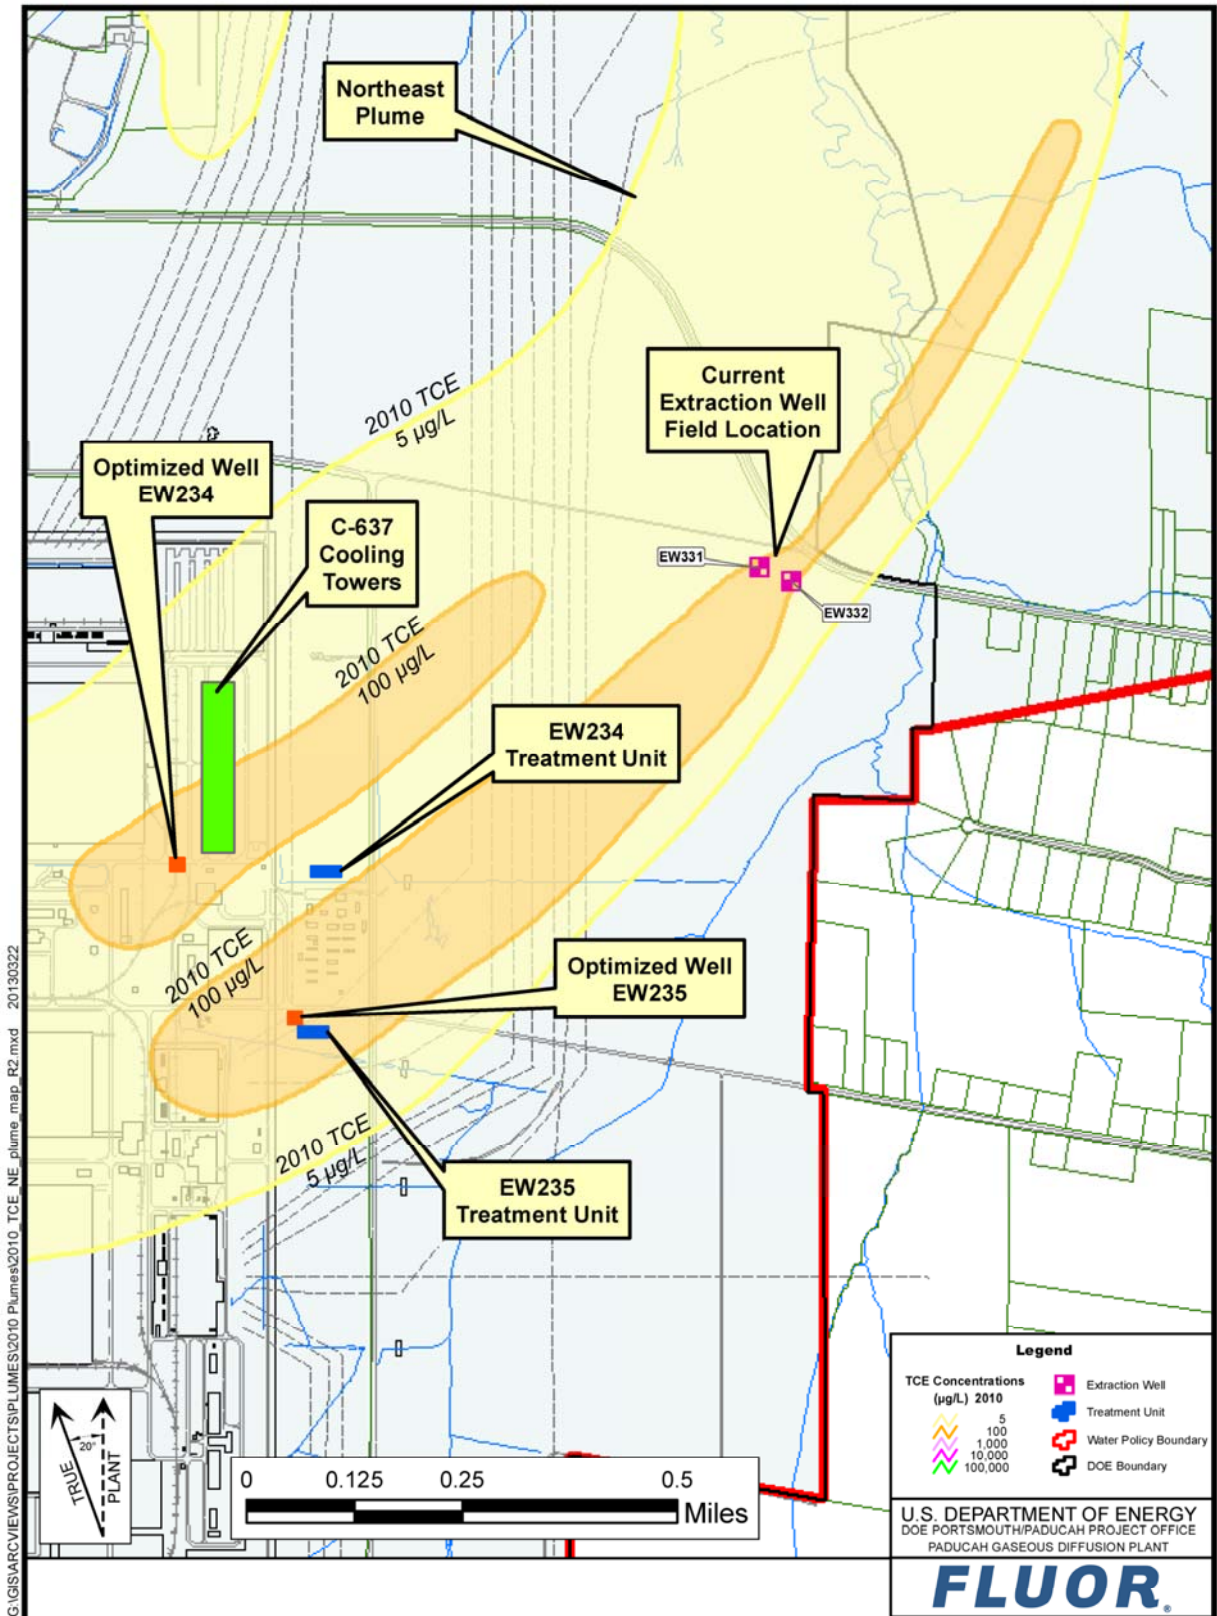 Northeast
Plume
2010 TCE
5 µg/L
Current
Extraction Well
Field Location
Optimized Well
EW234
C-637
Cooling
Towers
EW331
EW332
2010 TCE
100 µg/L
EW234
Treatment Unit
2010 TCE
100 µg/L
Optimized Well
EW235
2010 TCE
5 µg/L
EW235
Treatment Unit
G:\GIS\ARCVIEWS\PROJECTS\PLUMES\2010 Plumes\2010_TCE_NE_plume_map_R2.mxd 20130322
TRUE
20°
PLANT
0 0.125 0.25 0.5
Miles
Legend
TCE Concentrations
(µg/L) 2010
5
100
1,000
10,000
100,000
Extraction Well
Treatment Unit
Water Policy Boundary
DOE Boundary
U.S. DEPARTMENT OF ENERGY
DOE PORTSMOUTH/PADUCAH PROJECT OFFICE
PADUCAH GASEOUS DIFFUSION PLANT
FLUOR®